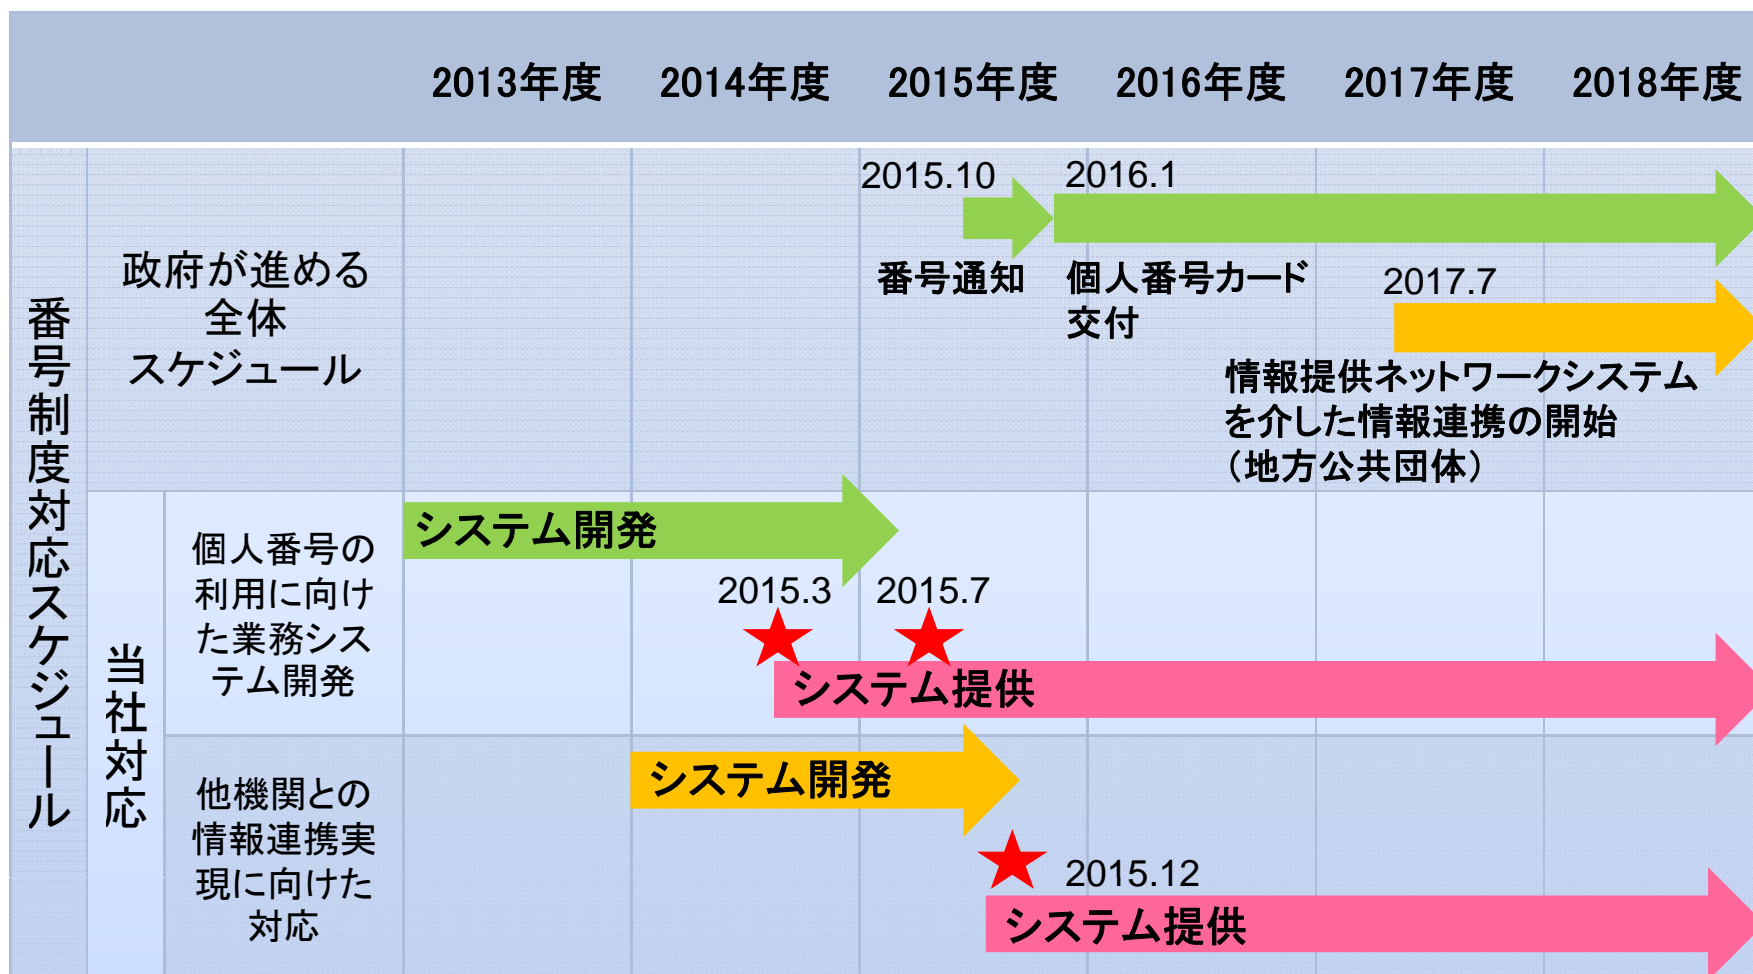 2013年度 2014年度 2015年度 2016年度 2017年度 2018年度
番号制度対応スケジュール
政府が進める
全体
スケジュール
2015.10
番号通知
2016.1
個人番号カード
交付
2017.7
情報提供ネットワークシステム
を介した情報連携の開始
（地方公共団体）
当社対応
個人番号の
利用に向け
た業務シス
テム開発
システム開発
2015.3
2015.7
システム提供
他機関との
情報連携実
現に向けた
対応
システム開発
2015.12
システム提供